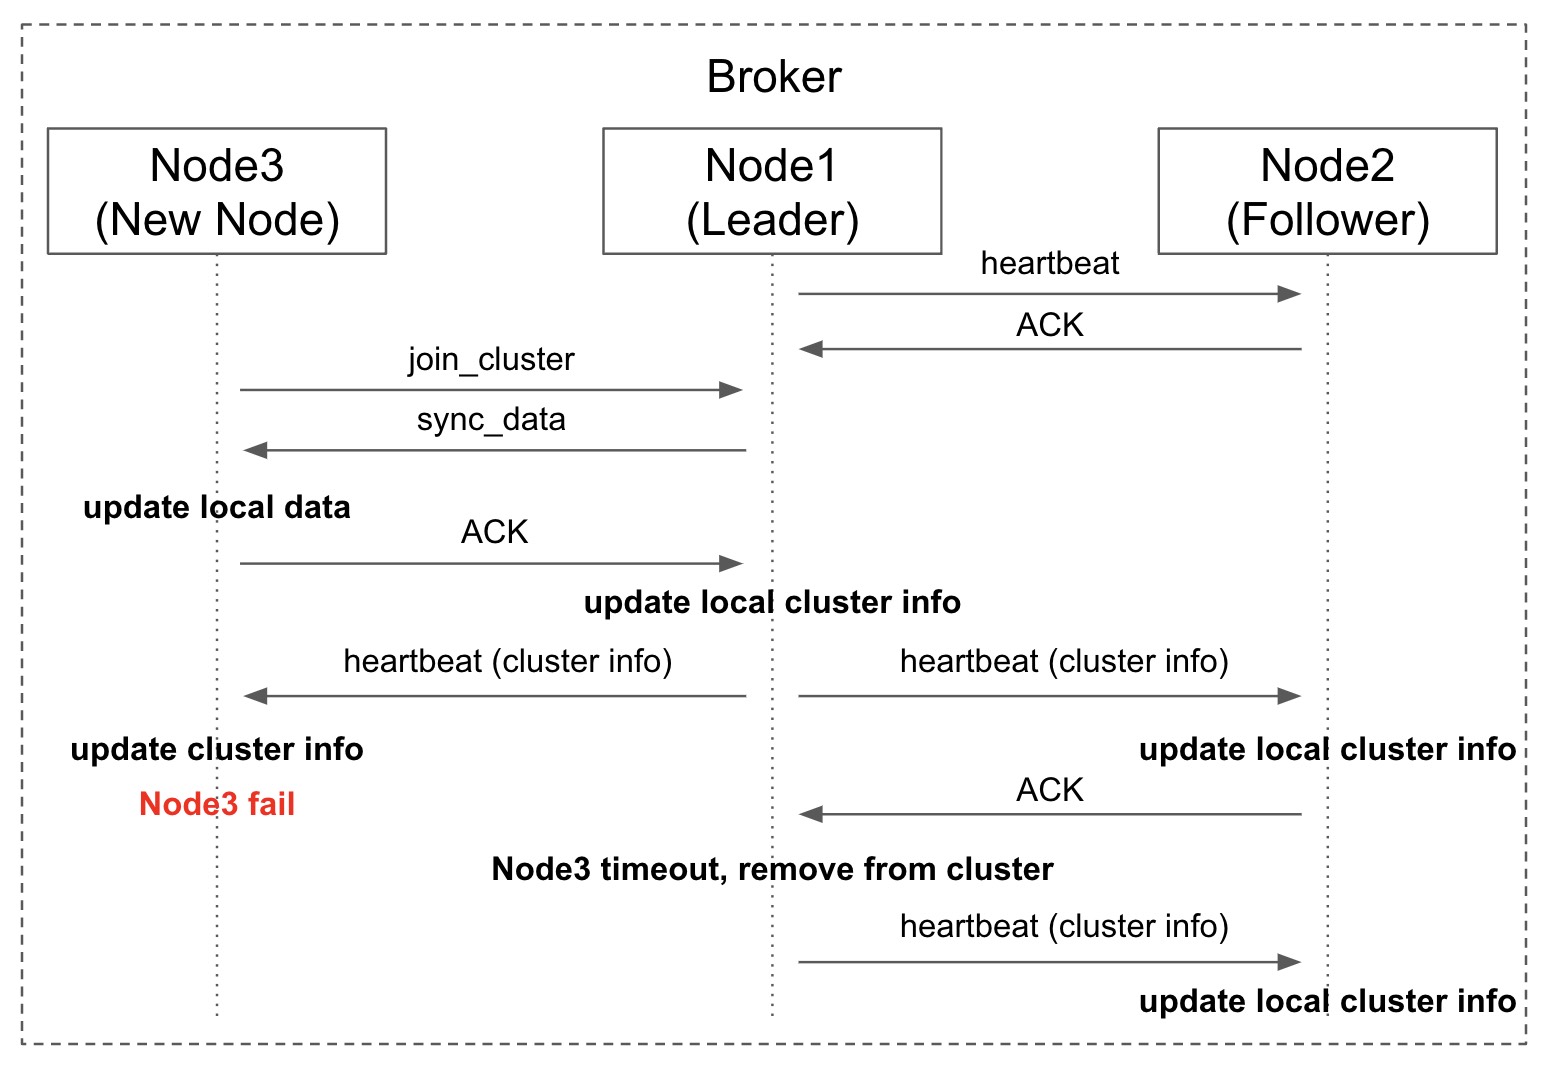 Broker
Node3
(New Node)
Node1
(Leader)
Node2
(Follower)
heartbeat
ACK
join_cluster
sync_data
update local data
ACK
update local cluster info
heartbeat (cluster info)
heartbeat (cluster info)
update cluster info
update local cluster info
Node3 fail
ACK
Node3 timeout, remove from cluster
heartbeat (cluster info)
update local cluster info